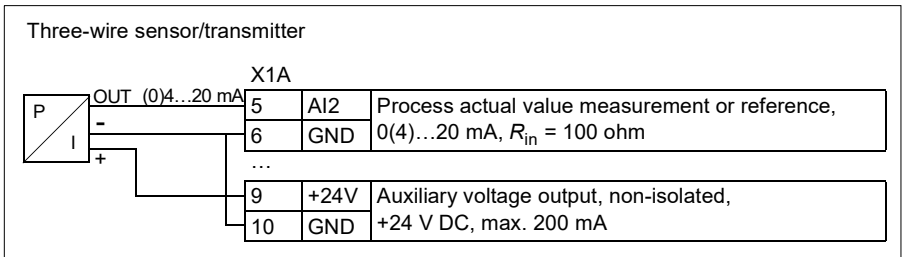 Three-wire sensor/transmitter
X1A
P
I
OUT (0)4…20 mA
-
+
5 AI2 Process actual value measurement or reference,
6 GND 0(4)…20 mA, Rin = 100 ohm
…
9 +24V Auxiliary voltage output, non-isolated,
10 GND +24 V DC, max. 200 mA